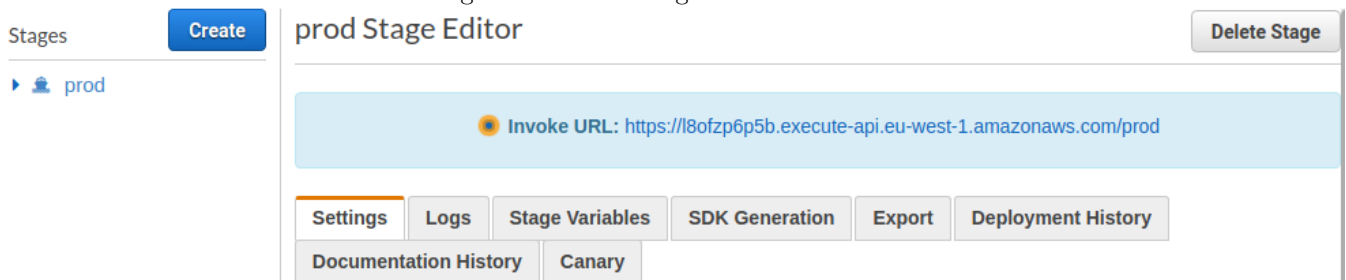 Stages
Create
prod
prod Stage Editor
Delete Stage
Invoke URL: https://l8ofzp6p5b.execute-api.eu-west-1.amazonaws.com/prod
Settings
Logs
Stage Variables
SDK Generation
Export
Deployment History
Documentation History
Canary